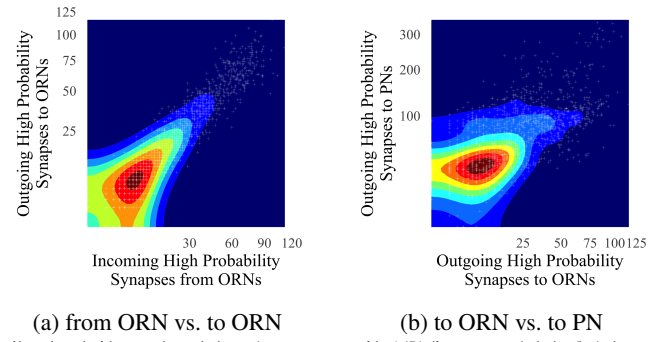 125
100
75
50
25
Outgoing High Probability
Synapses to ORNs
30 60 90 120
Incoming High Probability
Synapses from ORNs
(a) from ORN vs. to ORN
300
200
100
Outgoing High Probability
Synapses to PNs
25 50 75 100 125
Outgoing High Probability
Synapses to ORNs
(b) to ORN vs. to PN